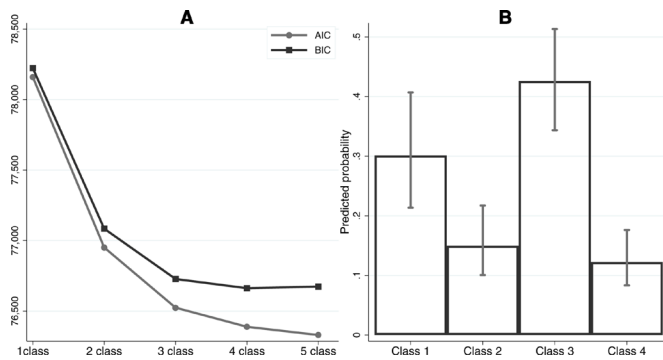 A
AIC
BIC
78,500
78,000
77,500
77,000
76,500
1class
2 class
3 class
4 class
5 class
B
Predicted probability
.5
.4
.3
.2
.1
0
Class 1
Class 2
Class 3
Class 4